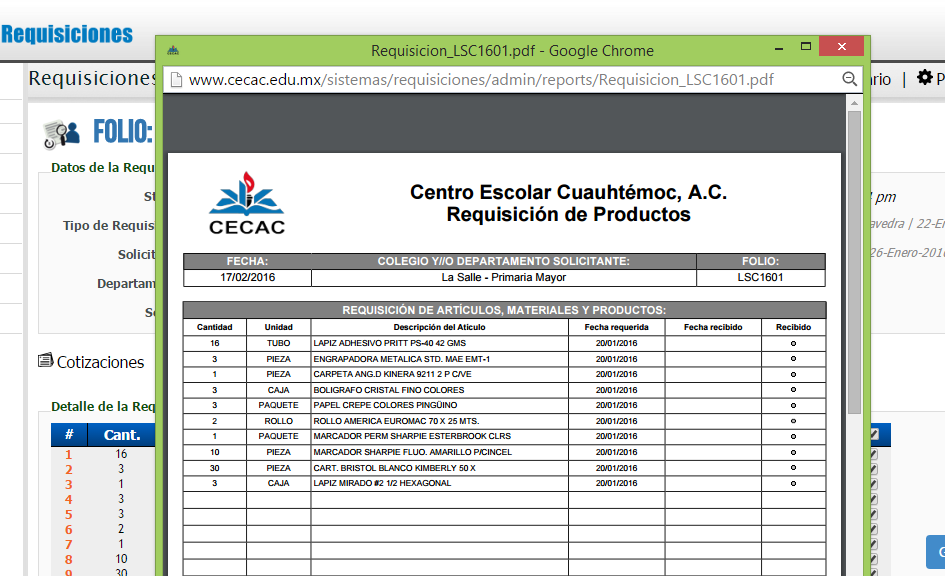 Requisiciones
Requisiciones
rio | P
Requisicion_LSC1601.pdf - Google Chrome
www.cecac.edu.mx/sistemas/requisiciones/admin/reports/Requisicion_LSC1601.pdf
FOLIO:
Datos de la Requ
St
pm
Tipo de Requis
avedra | 22-En
Solicit
26-Enero-2016
Departam
So
Cotizaciones
Detalle de la Req
# Cant.
1 16
2 3
3 1
4 3
5 3
6 2
7 1
8 10
9 30
CECAC
Centro Escolar Cuauhtémoc, A.C.
Requisición de Productos
FECHA: COLEGIO Y//O DEPARTAMENTO SOLICITANTE: FOLIO:
17/02/2016 La Salle - Primaria Mayor LSC1601
REQUISICIÓN DE ARTÍCULOS, MATERIALES Y PRODUCTOS:
Cantidad Unidad Descripción del Atículo Fecha requerida Fecha recibido Recibido
16 TUBO LAPIZ ADHESIVO PRITT PS-40 42 GMS 20/01/2016
3 PIEZA ENGRAPADORA METALICA STD. MAE EMT-1 20/01/2016
1 PIEZA CARPETA ANG.D KINERA 9211 2 P C/VE 20/01/2016
3 CAJA BOLIGRAFO CRISTAL FINO COLORES 20/01/2016
3 PAQUETE PAPEL CREPE COLORES PINGÜINO 20/01/2016
2 ROLLO ROLLO AMERICA EUROMAC 70 X 25 MTS. 20/01/2016
1 PAQUETE MARCADOR PERM SHARPIE ESTERBROOK CLRS 20/01/2016
10 PIEZA MARCADOR SHARPIE FLUO. AMARILLO P/CINCEL 20/01/2016
30 PIEZA CART. BRISTOL BLANCO KIMBERLY 50 X 20/01/2016
3 CAJA LAPIZ MIRADO #2 1/2 HEXAGONAL 20/01/2016